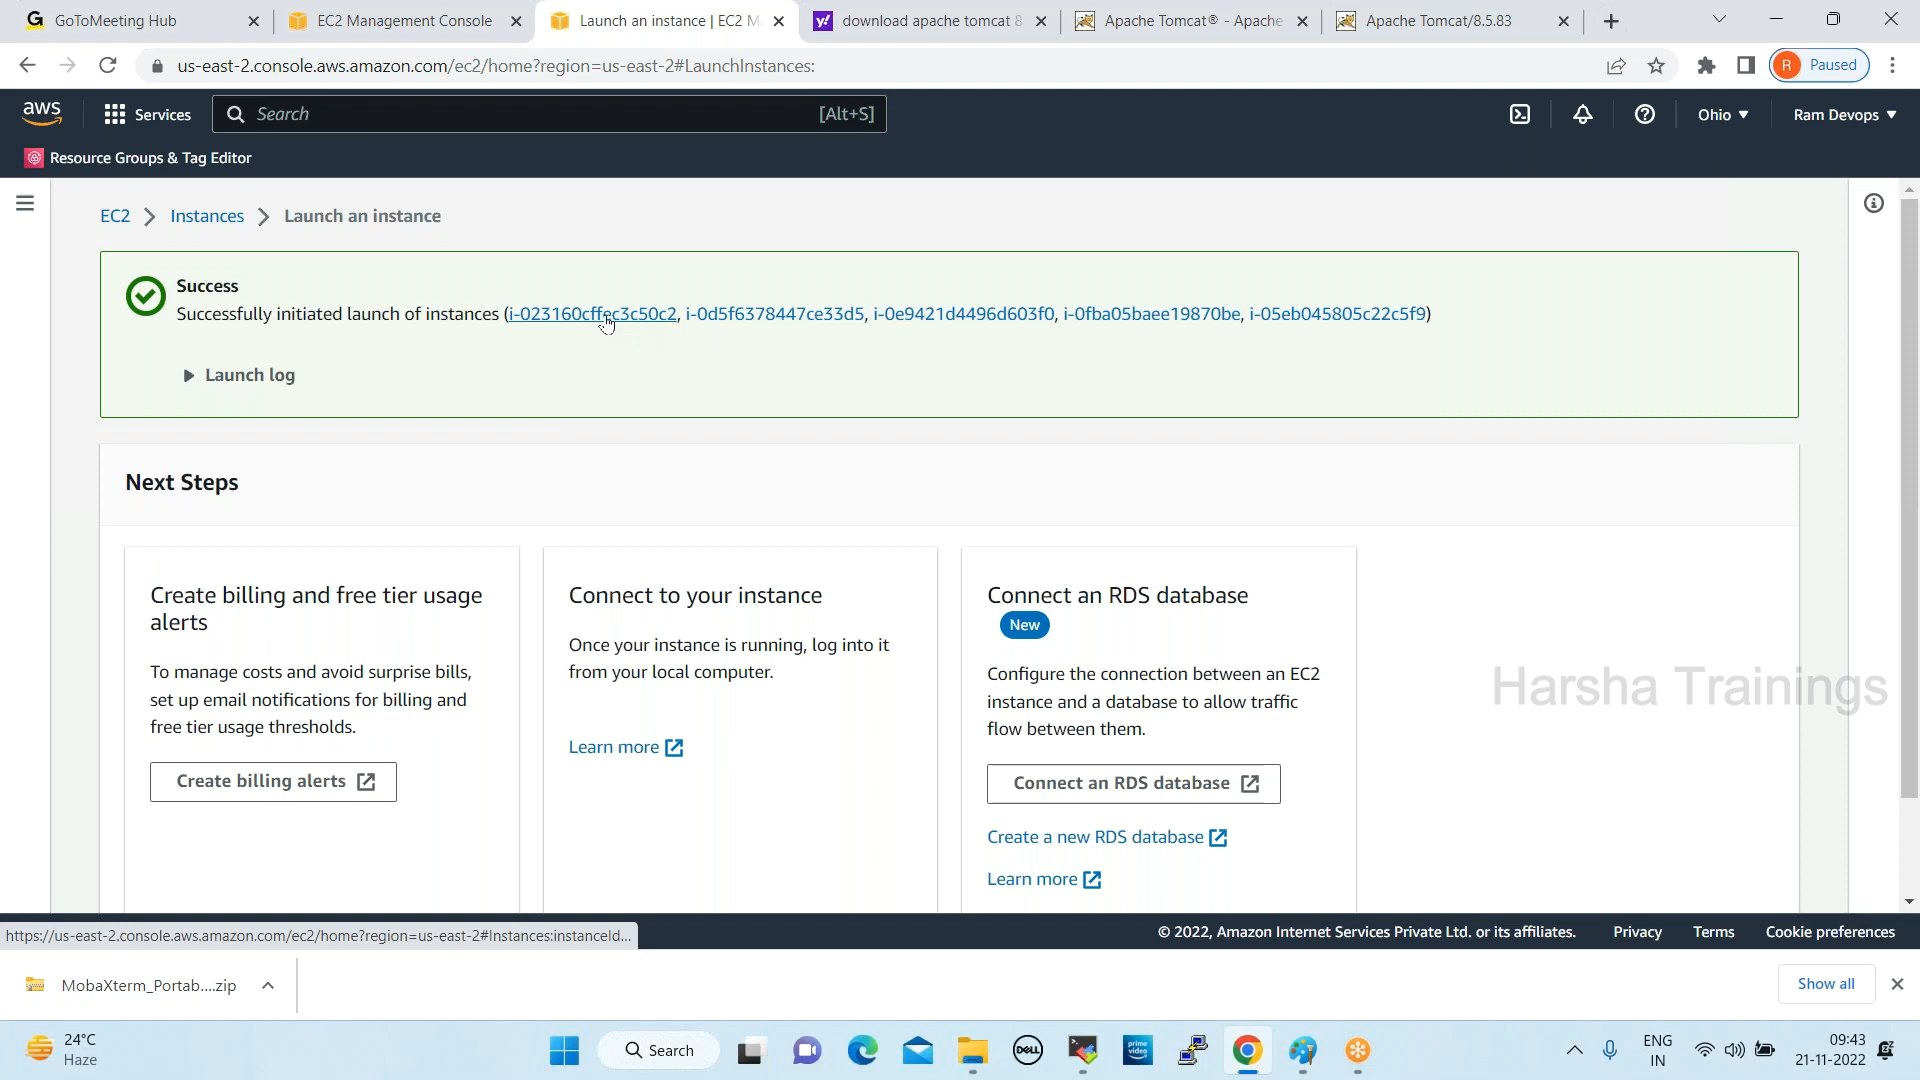 GoToMeeting Hub
EC2 Management Console
Launch an instance | EC2 M
download apache tomcat 8
Apache Tomcat® - Apache
Apache Tomcat/8.5.83
us-east-2.console.aws.amazon.com/ec2/home?region=us-east-2#LaunchInstances:
R Paused
aws
Services
Search [Alt+S]
Ohio
Ram Devops
Resource Groups & Tag Editor
EC2
Instances
Launch an instance
Success
Successfully initiated launch of instances (i-023160cffec3c50c2, i-0d5f6378447ce33d5, i-0e9421d4496d603f0, i-0fba05baee19870be, i-05eb045805c22c5f9)
Launch log
Next Steps
Create billing and free tier usage
alerts
To manage costs and avoid surprise bills,
set up email notifications for billing and
free tier usage thresholds.
Create billing alerts
Connect to your instance
Once your instance is running, log into it
from your local computer.
Learn more
Connect an RDS database
New
Configure the connection between an EC2
instance and a database to allow traffic
flow between them.
Connect an RDS database
Create a new RDS database
Learn more
Harsha Trainings
https://us-east-2.console.aws.amazon.com/ec2/home?region=us-east-2#Instances:instanceId...
© 2022, Amazon Internet Services Private Ltd. or its affiliates.
Privacy
Terms
Cookie preferences
MobaXterm_Portab....zip
Show all
24°C
Haze
Search
DELL
prime
video
ENG
IN
09:43
21-11-2022